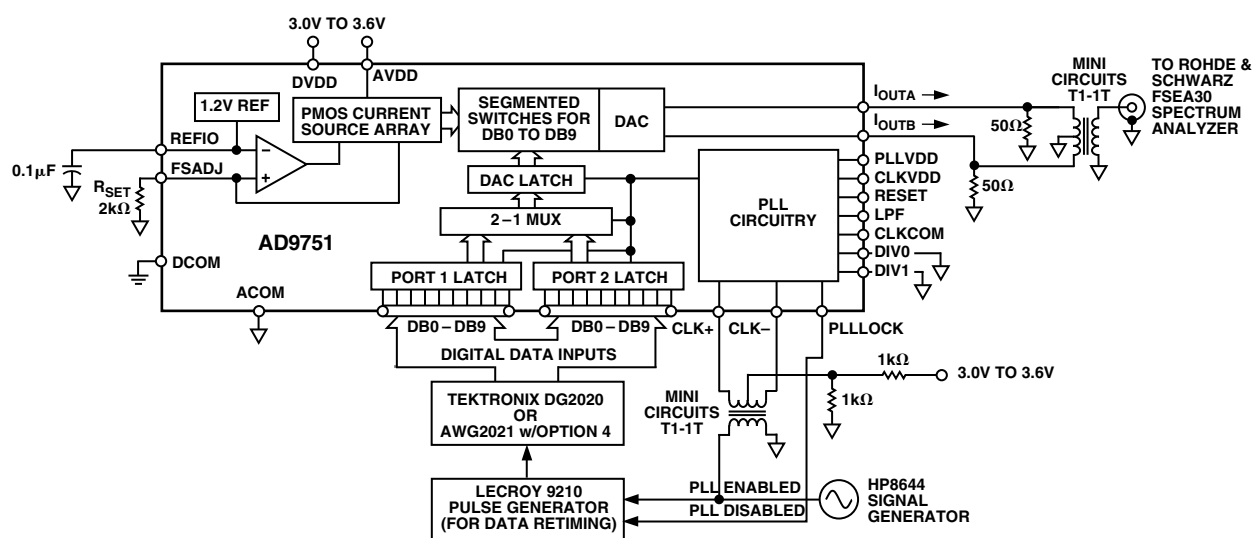 3.0V TO 3.6V
DVDD
AVDD
1.2V REF
PMOS CURRENT
SOURCE ARRAY
SEGMENTED
SWITCHES FOR
DB0 TO DB9
DAC
IOUTA
IOUTB
50Ω
50Ω
MINI
CIRCUITS
T1-1T
TO ROHDE &
SCHWARZ
FSEA30
SPECTRUM
ANALYZER
REFIO
0.1µF
FSADJ
RSET
2kΩ
–
+
DAC LATCH
2–1 MUX
PLL
CIRCUITRY
PLLVDD
CLKVDD
RESET
LPF
CLKCOM
DIV0
DIV1
AD9751
DCOM
ACOM
PORT 1 LATCH
PORT 2 LATCH
DB0 – DB9
DB0 – DB9
CLK+
CLK–
PLLLOCK
DIGITAL DATA INPUTS
1kΩ
3.0V TO 3.6V
1kΩ
TEKTRONIX DG2020
OR
AWG2021 w/OPTION 4
MINI
CIRCUITS
T1-1T
LECROY 9210
PULSE GENERATOR
(FOR DATA RETIMING)
PLL ENABLED
PLL DISABLED
HP8644
SIGNAL
GENERATOR